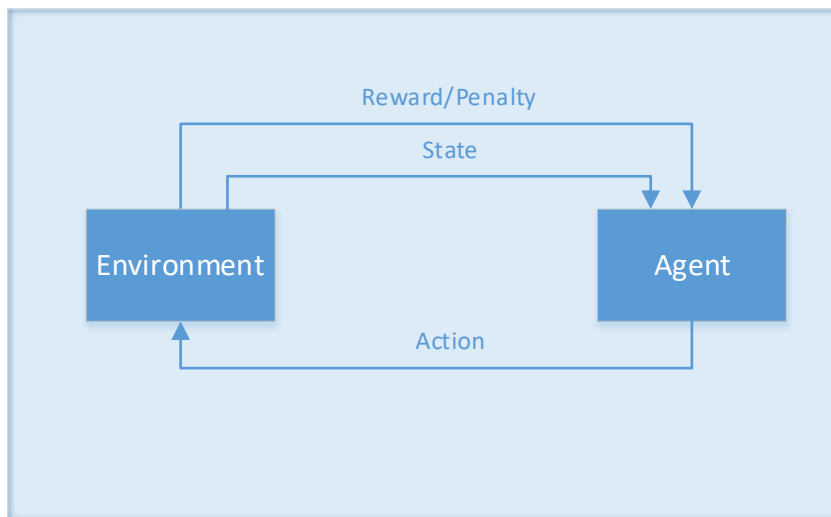 Reward/Penalty
State
Environment
Agent
Action